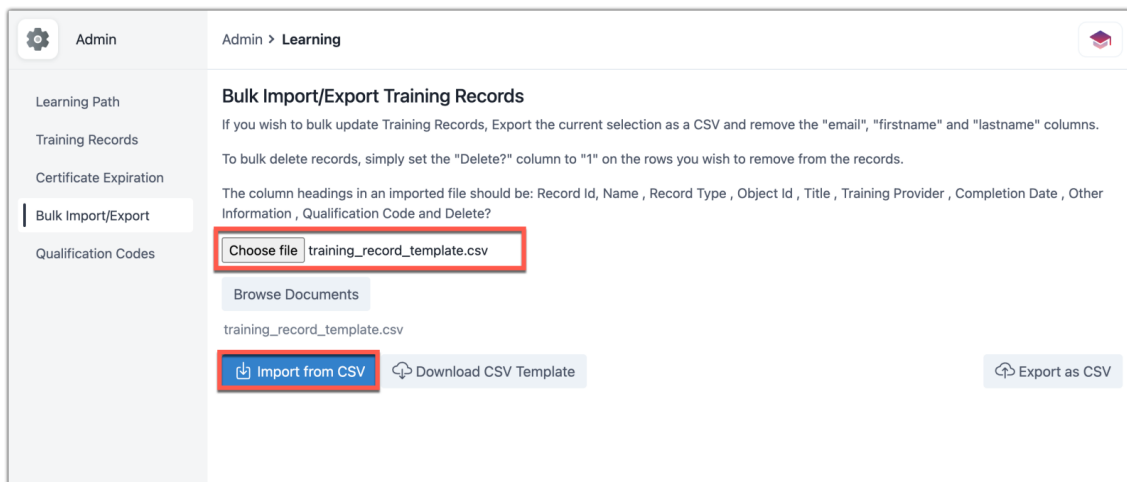 Admin
Admin > Learning
Learning Path
Training Records
Certificate Expiration
Bulk Import/Export
Qualification Codes
Bulk Import/Export Training Records
If you wish to bulk update Training Records, Export the current selection as a CSV and remove the "email", "firstname" and "lastname" columns.
To bulk delete records, simply set the "Delete?" column to "1" on the rows you wish to remove from the records.
The column headings in an imported file should be: Record Id, Name , Record Type , Object Id , Title , Training Provider , Completion Date , Other
Information , Qualification Code and Delete?
Choose file training_record_template.csv
Browse Documents
training_record_template.csv
Import from CSV
Download CSV Template
Export as CSV